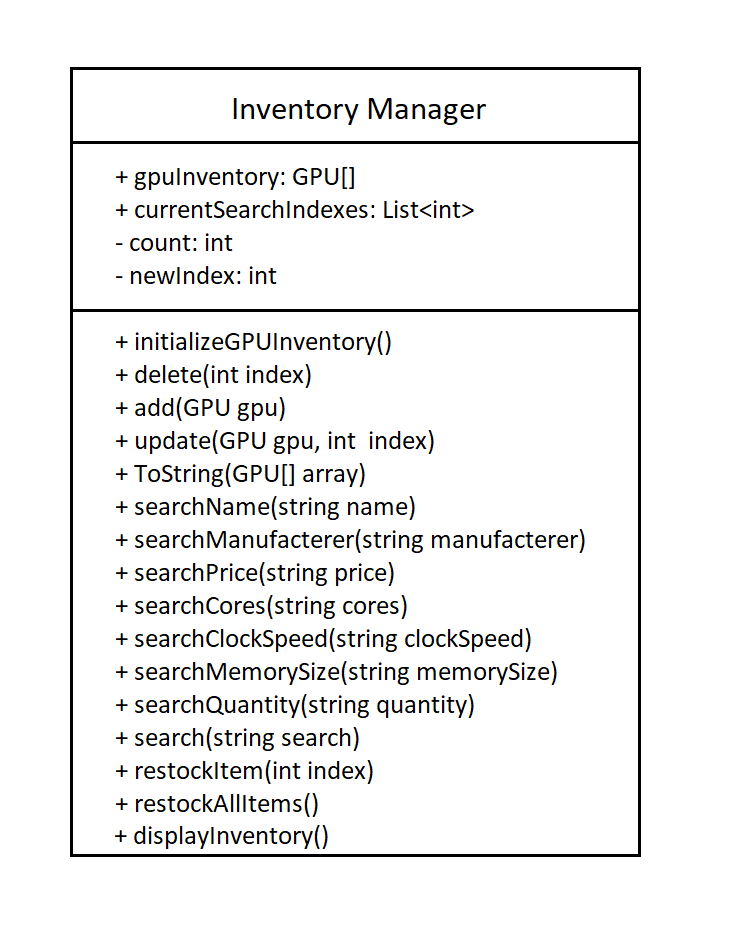 Inventory Manager
+ gpuInventory: GPU[]
+ currentSearchIndexes: List<int>
- count: int
- newIndex: int
+ initializeGPUInventory()
+ delete(int index)
+ add(GPU gpu)
+ update(GPU gpu, int  index)
+ ToString(GPU[] array)
+ searchName(string name)
+ searchManufacterer(string manufacterer)
+ searchPrice(string price)
+ searchCores(string cores)
+ searchClockSpeed(string clockSpeed)
+ searchMemorySize(string memorySize)
+ searchQuantity(string quantity)
+ search(string search)
+ restockItem(int index)
+ restockAllItems()
+ displayInventory()